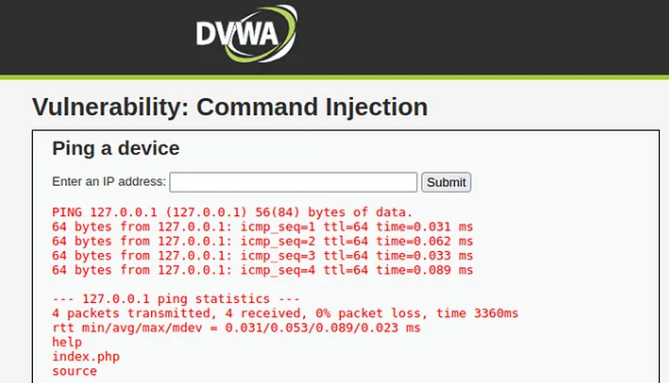 DVWA
Vulnerability: Command Injection
Ping a device
Enter an IP address: Submit
PING 127.0.0.1 (127.0.0.1) 56(84) bytes of data.
64 bytes from 127.0.0.1: icmp_seq=1 ttl=64 time=0.031 ms
64 bytes from 127.0.0.1: icmp_seq=2 ttl=64 time=0.062 ms
64 bytes from 127.0.0.1: icmp_seq=3 ttl=64 time=0.033 ms
64 bytes from 127.0.0.1: icmp_seq=4 ttl=64 time=0.089 ms
--- 127.0.0.1 ping statistics ---
4 packets transmitted, 4 received, 0% packet loss, time 3360ms
rtt min/avg/max/mdev = 0.031/0.053/0.089/0.023 ms
help
index.php
source